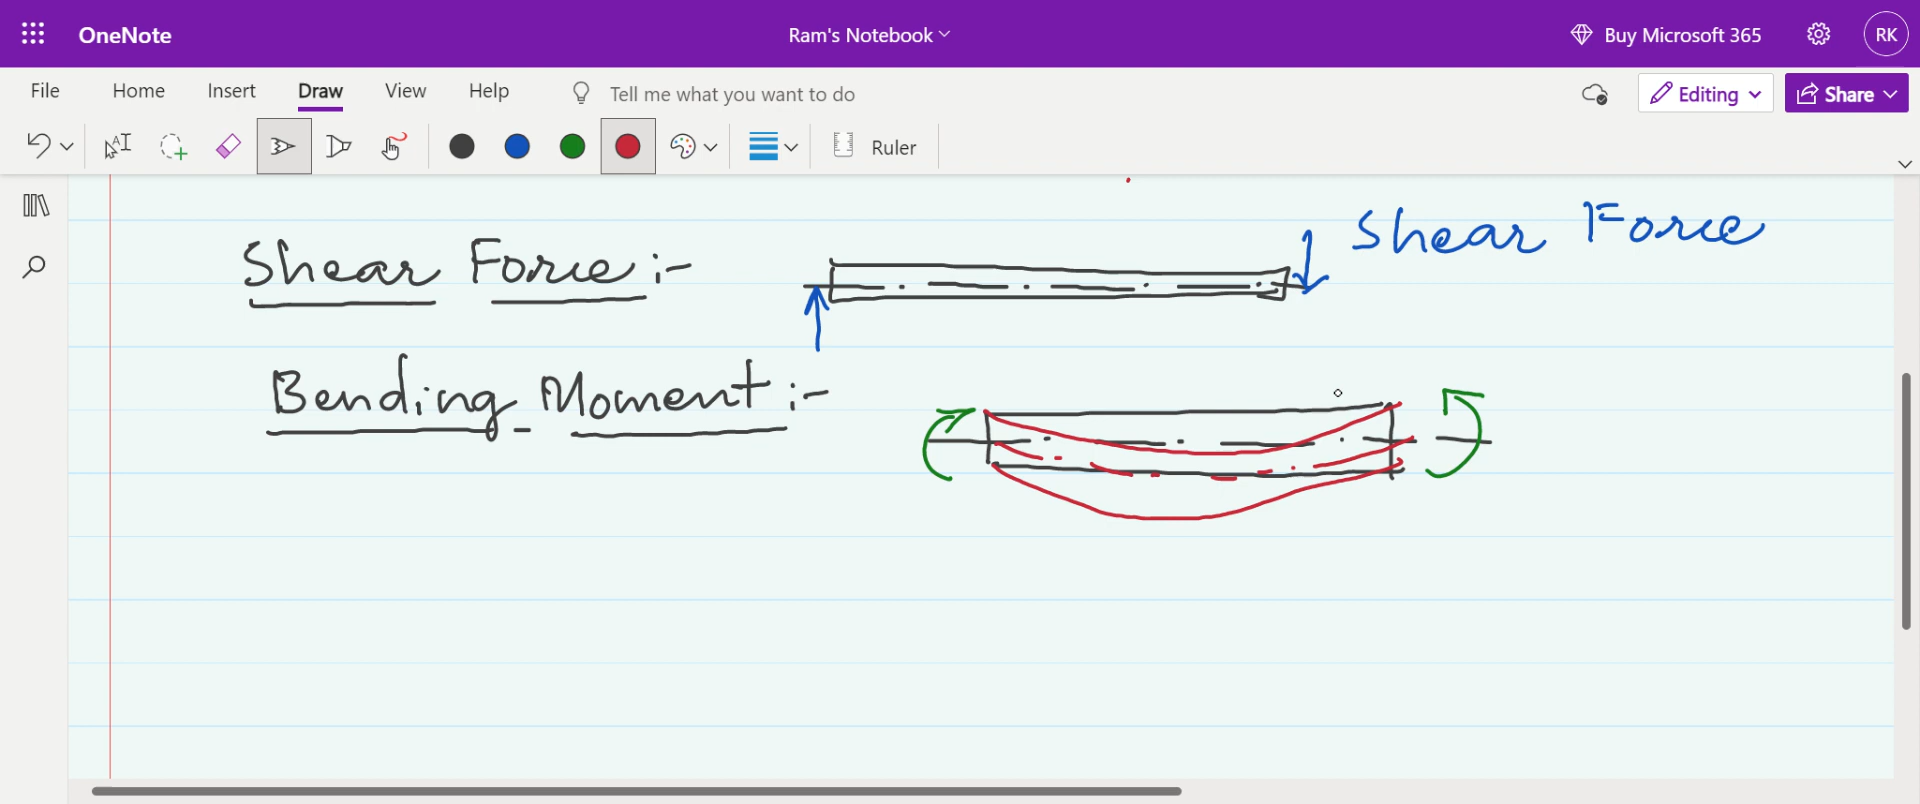 OneNote
Ram's Notebook
Buy Microsoft 365
RK
File Home Insert Draw View Help
Tell me what you want to do
Editing
Share
Ruler
Shear Force
Shear Force :-
Bending Moment :-